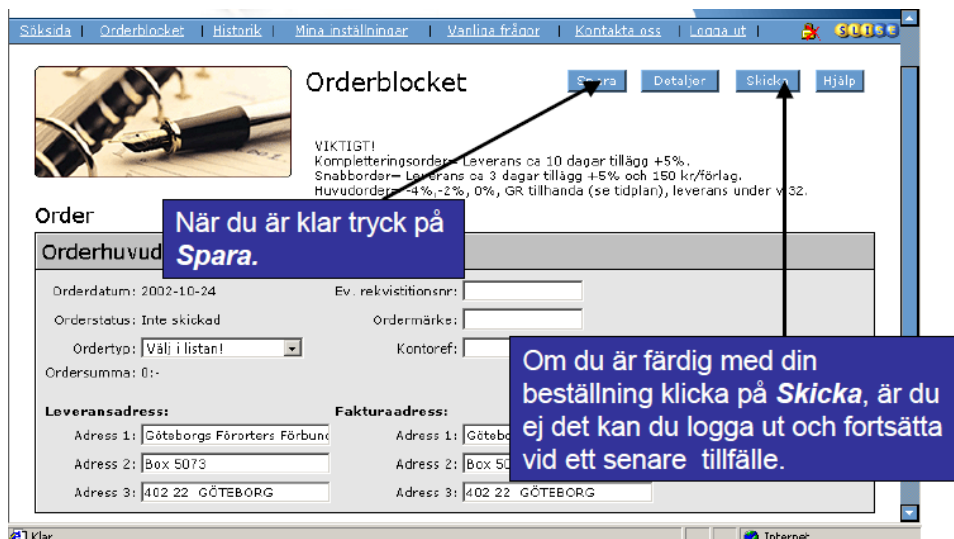 Söksida | Orderblocket | Historik | Mina inställningar | Vanliga frågor | Kontakta oss | Logga ut |
Orderblocket
Spara Detaljer Skicka Hjälp
VIKTIGT!
Kompletteringsorder– Leverans ca 10 dagar tillägg +5%.
Snabborder– Leverans ca 3 dagar tillägg +5% och 150 kr/förlag.
Huvudorder– -4%,-2%, 0%, GR tillhanda (se tidplan), leverans under v 32.
Order
När du är klar tryck på
Spara.
Orderhuvud
Orderdatum: 2002-10-24 Ev. rekvistitionsnr:
Orderstatus: Inte skickad Ordermärke:
Ordertyp: Välj i listan! Kontoref:
Ordersumma: 0:-
Om du är färdig med din
beställning klicka på Skicka, är du
ej det kan du logga ut och fortsätta
vid ett senare tillfälle.
Leveransadress: Fakturaadress:
Adress 1: Göteborgs Förorters Förbund Adress 1:
Adress 2: Box 5073 Adress 2: Box
Adress 3: 402 22 GÖTEBORG Adress 3: 402 22 GÖTEBORG
Klar Internet